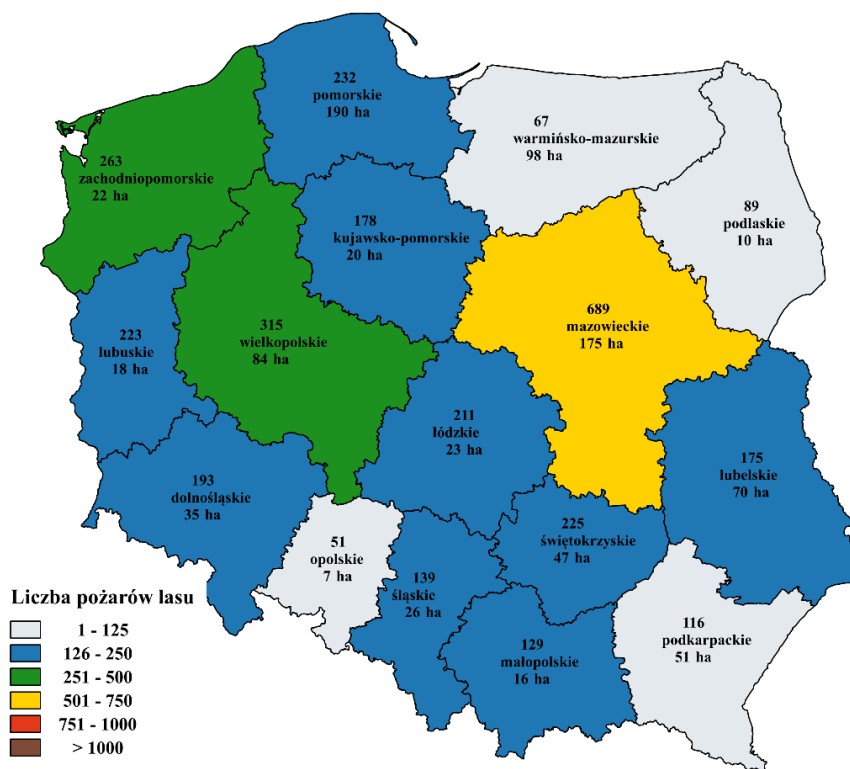 232
pomorskie
190 ha
67
warmińsko-mazurskie
98 ha
263
zachodniopomorskie
22 ha
89
podlaskie
10 ha
178
kujawsko-pomorskie
20 ha
689
mazowieckie
175 ha
315
wielkopolskie
84 ha
223
lubuskie
18 ha
211
łódzkie
23 ha
175
lubelskie
70 ha
193
dolnośląskie
35 ha
225
świętokrzyskie
47 ha
51
opolskie
7 ha
139
śląskie
26 ha
116
podkarpackie
51 ha
129
małopolskie
16 ha
Liczba pożarów lasu
1 - 125
126 - 250
251 - 500
501 - 750
751 - 1000
> 1000